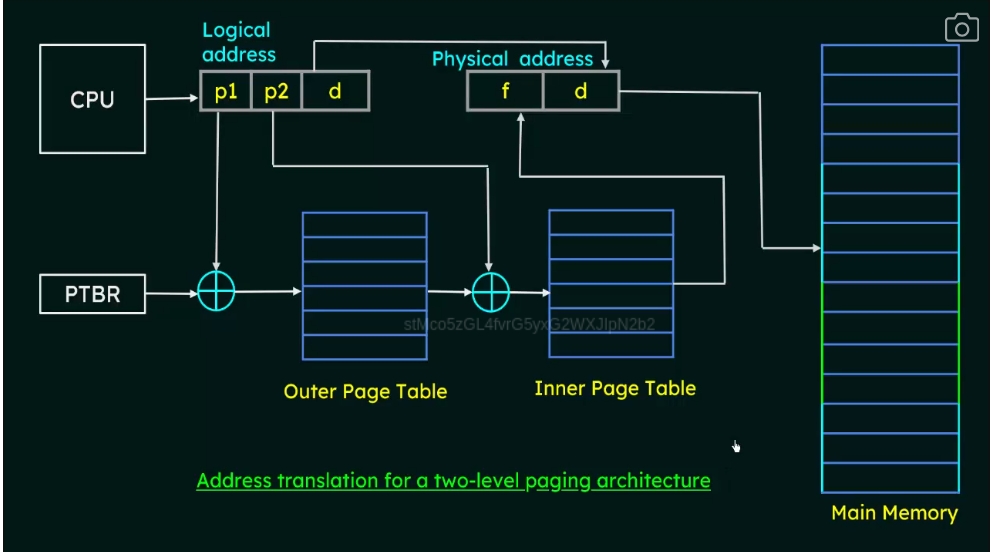 Logical
address
Physical address
CPU
p1 p2 d
f d
PTBR
Outer Page Table
Inner Page Table
Address translation for a two-level paging architecture
Main Memory